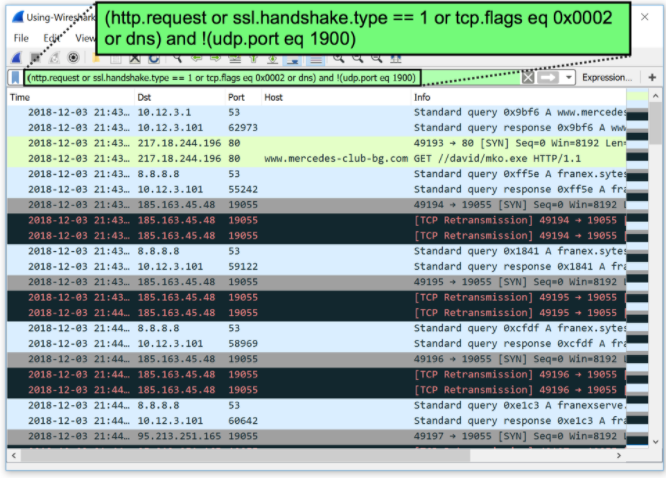 (http.request or ssl.handshake.type == 1 or tcp.flags eq 0x0002
or dns) and !(udp.port eq 1900)
Using-Wireshark
File Edit View
(http.request or ssl.handshake.type == 1 or tcp.flags eq 0x0002 or dns) and !(udp.port eq 1900) Expression... +
Time Dst Port Host Info
2018-12-03 21:43… 10.12.3.1 53 Standard query 0x9bf6 A www.mercedes
2018-12-03 21:43… 10.12.3.101 62973 Standard query response 0x9bf6 A www
2018-12-03 21:43… 217.18.244.196 80 49193 → 80 [SYN] Seq=0 Win=8192 Len=
2018-12-03 21:43… 217.18.244.196 80 www.mercedes-club-bg.com GET //david/mko.exe HTTP/1.1
2018-12-03 21:43… 8.8.8.8 53 Standard query 0xff5e A franex.sytes
2018-12-03 21:43… 10.12.3.101 55242 Standard query response 0xff5e A fra
2018-12-03 21:43… 185.163.45.48 19055 49194 → 19055 [SYN] Seq=0 Win=8192 L
2018-12-03 21:43… 185.163.45.48 19055 [TCP Retransmission] 49194 → 19055 [
2018-12-03 21:43… 185.163.45.48 19055 [TCP Retransmission] 49194 → 19055 [
2018-12-03 21:43… 8.8.8.8 53 Standard query 0x1841 A franex.sytes
2018-12-03 21:43… 10.12.3.101 59122 Standard query response 0x1841 A fra
2018-12-03 21:43… 185.163.45.48 19055 49195 → 19055 [SYN] Seq=0 Win=8192 L
2018-12-03 21:43… 185.163.45.48 19055 [TCP Retransmission] 49195 → 19055 [
2018-12-03 21:43… 185.163.45.48 19055 [TCP Retransmission] 49195 → 19055 [
2018-12-03 21:44… 8.8.8.8 53 Standard query 0xcfdf A franex.sytes
2018-12-03 21:44… 10.12.3.101 58969 Standard query response 0xcfdf A fra
2018-12-03 21:44… 185.163.45.48 19055 49196 → 19055 [SYN] Seq=0 Win=8192 L
2018-12-03 21:44… 185.163.45.48 19055 [TCP Retransmission] 49196 → 19055 [
2018-12-03 21:44… 185.163.45.48 19055 [TCP Retransmission] 49196 → 19055 [
2018-12-03 21:44… 8.8.8.8 53 Standard query 0xe1c3 A franexserve.
2018-12-03 21:44… 10.12.3.101 60642 Standard query response 0xe1c3 A fra
2018-12-03 21:44… 95.213.251.165 19055 49197 → 19055 [SYN] Seq=0 Win=8192 L